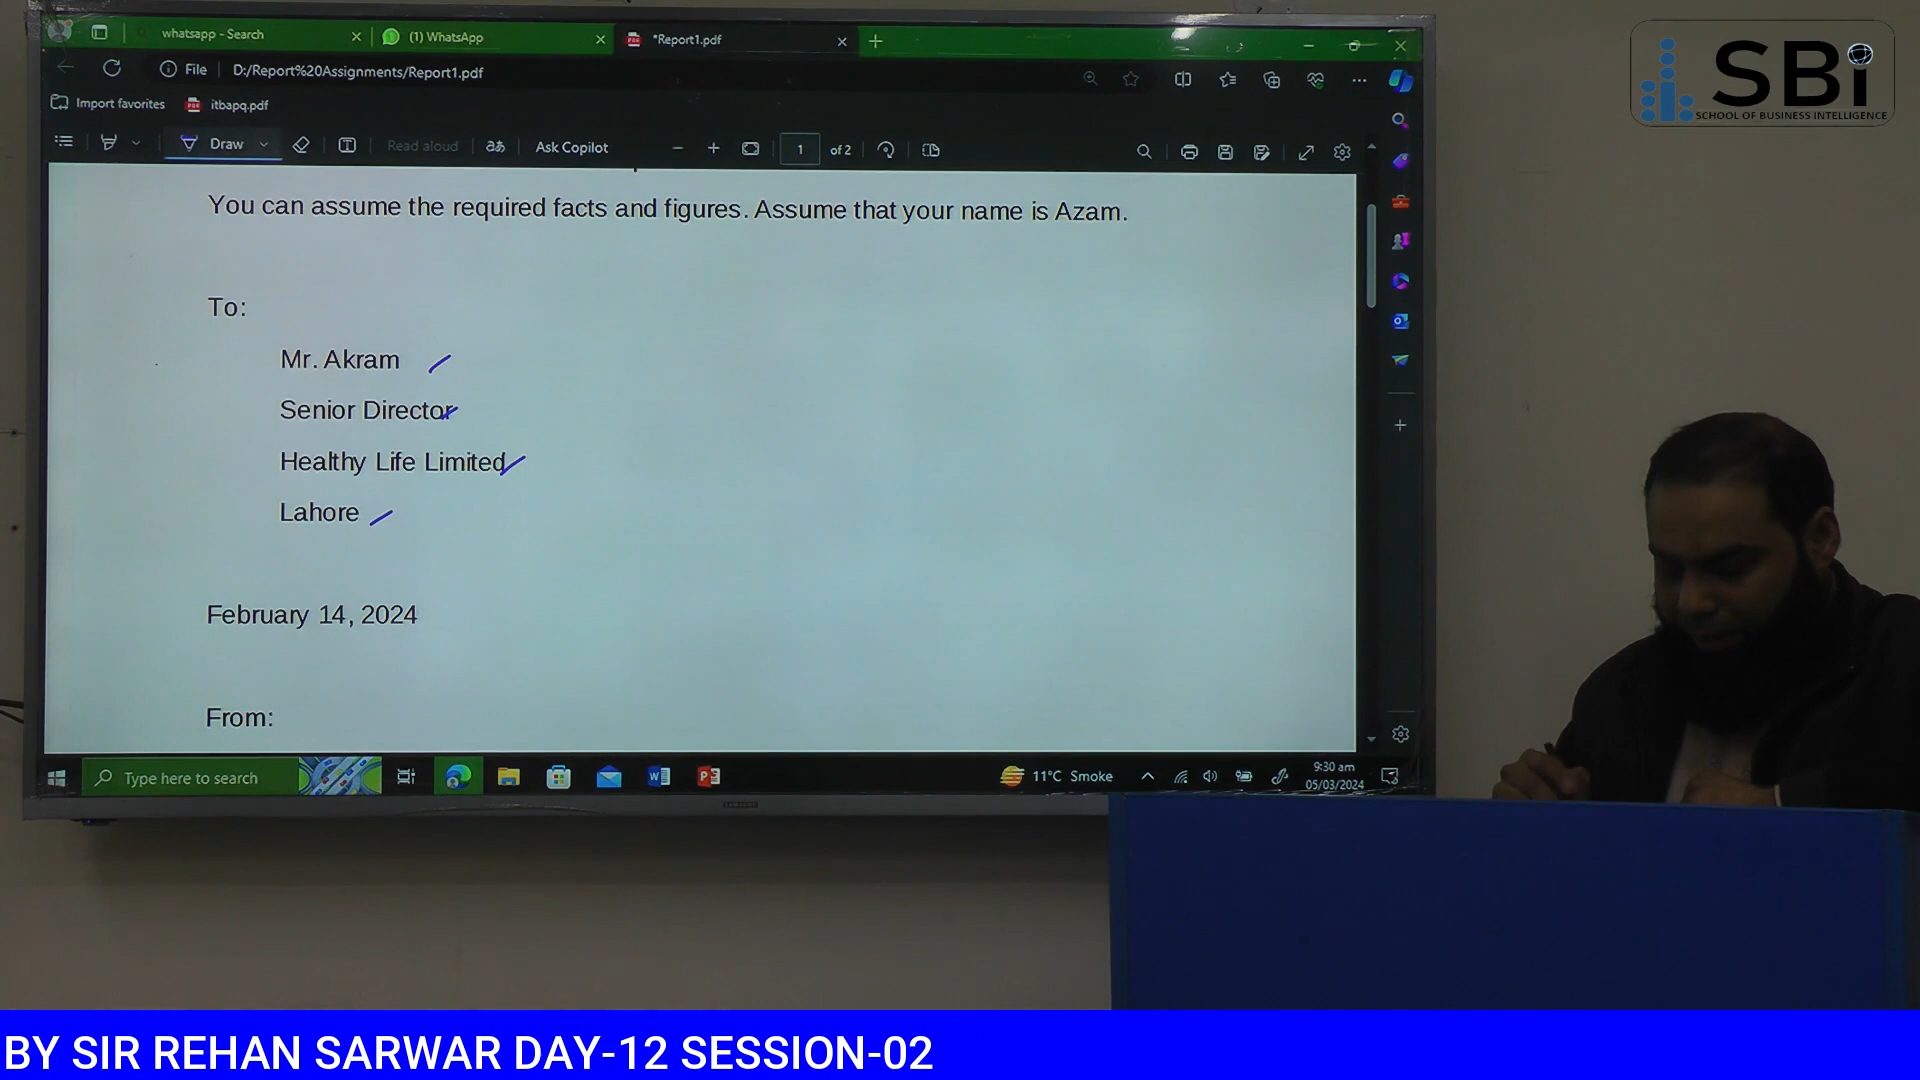 whatsapp - Search
(1) WhatsApp
*Report1.pdf
File
D:/Report%20Assignments/Report1.pdf
Import favorites
itbapq.pdf
Draw
Read aloud
aあ
Ask Copilot
1
of 2
You can assume the required facts and figures. Assume that your name is Azam.
To:
Mr. Akram
Senior Director
Healthy Life Limited
Lahore
February 14, 2024
From:
Type here to search
11°C Smoke
9:30 am
05/03/2024
SAMSUNG
SBi
SCHOOL OF BUSINESS INTELLIGENCE
BY SIR REHAN SARWAR DAY-12 SESSION-02